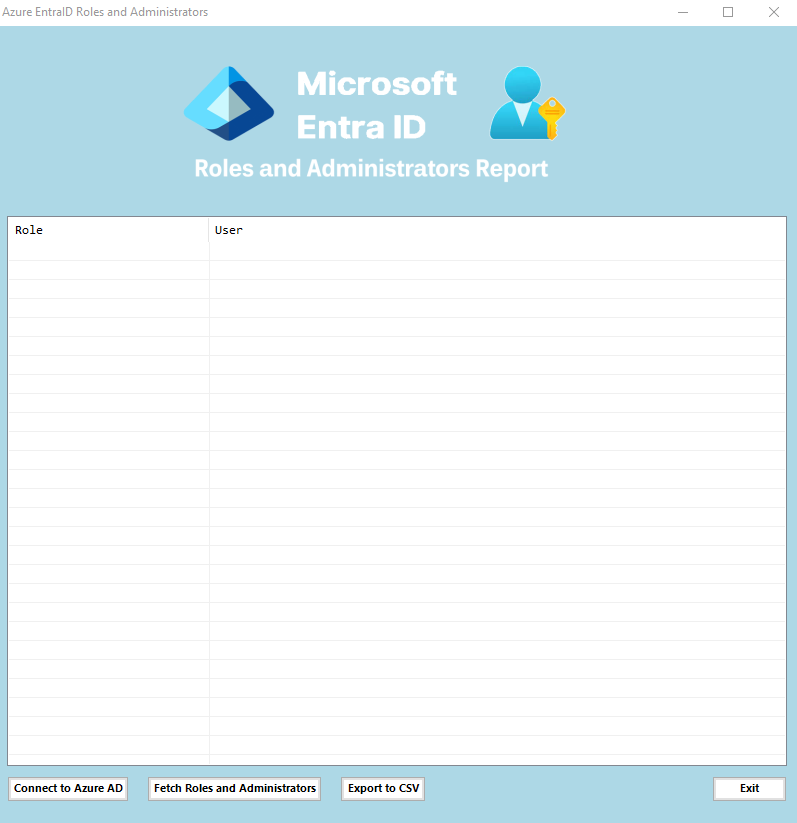 Azure EntraID Roles and Administrators
Microsoft
Entra ID
Roles and Administrators Report
Role User
Connect to Azure AD Fetch Roles and Administrators Export to CSV Exit